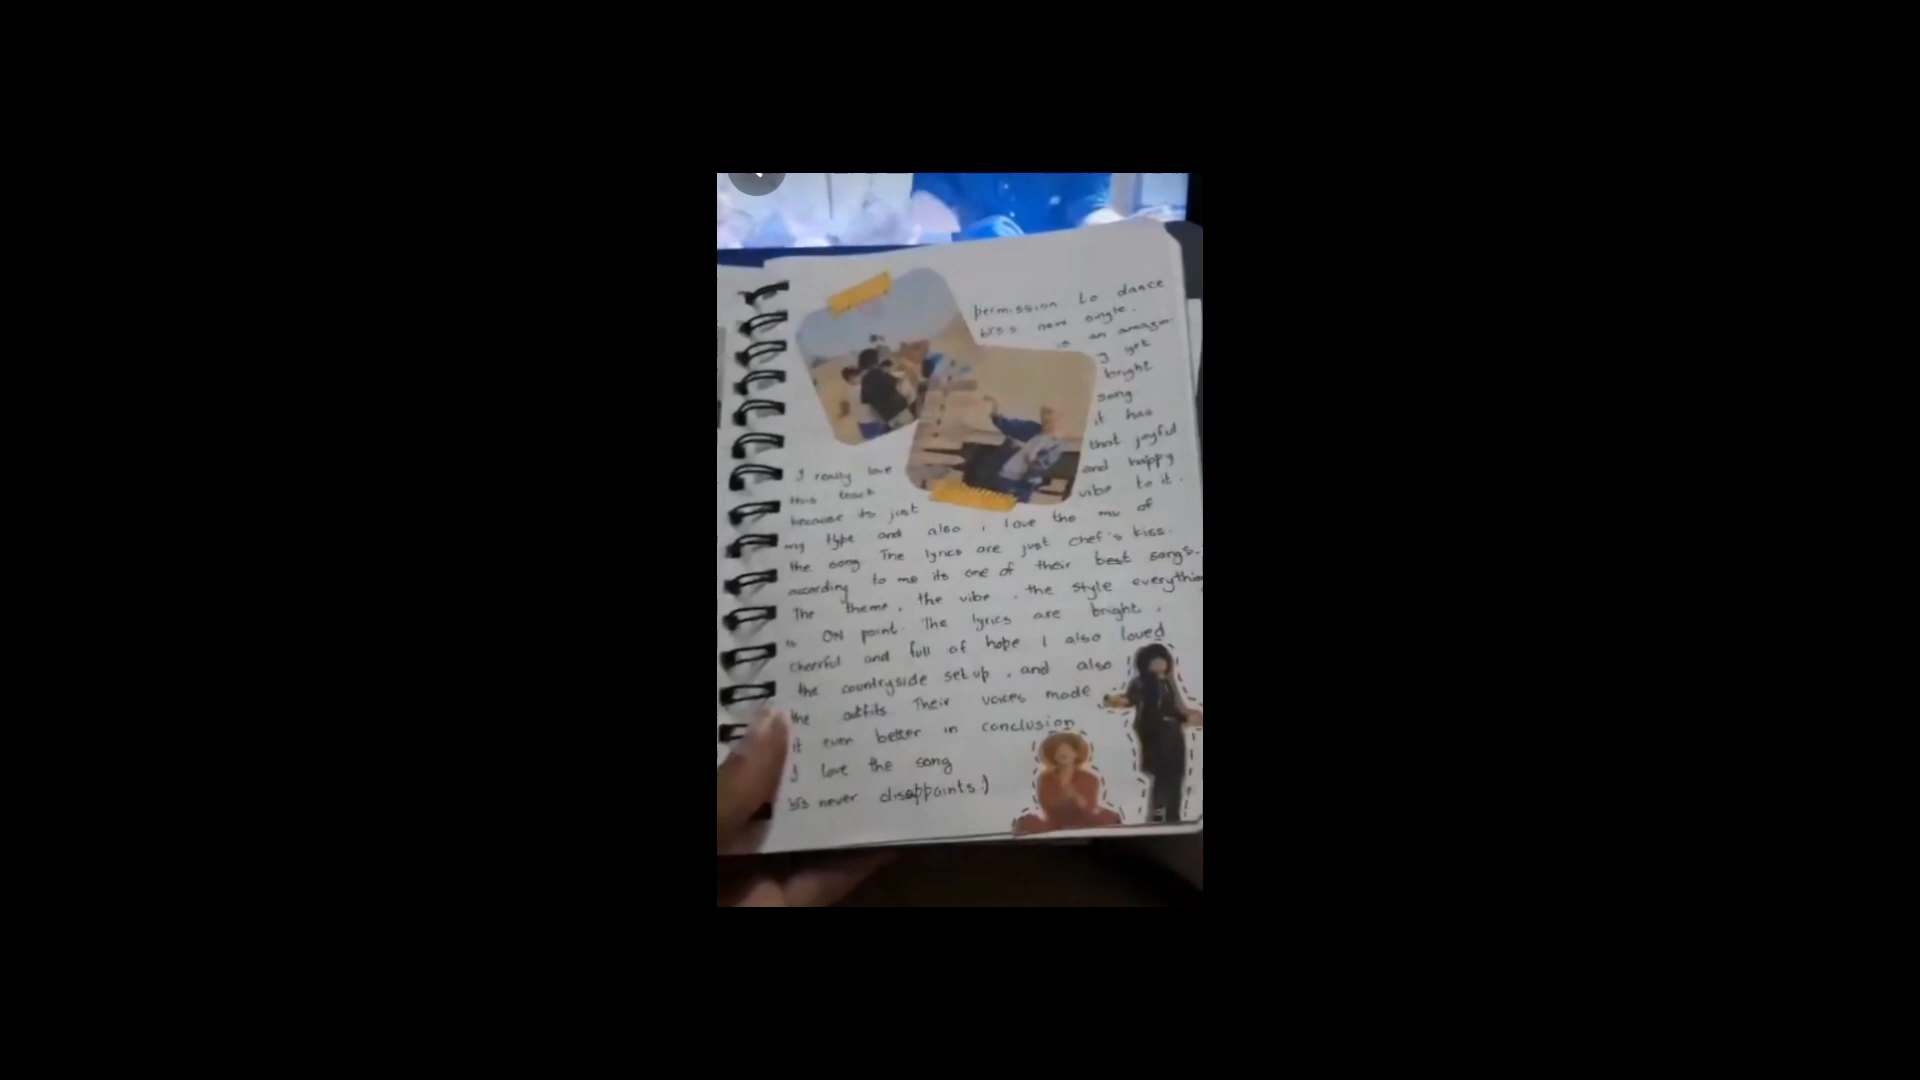 permission to dance
bts's new single.
is an amazin-
g yet
bright
song
it has
that joyful
and happy
vibe to it.
I really love
this track
because its just
my type and also i love the mv of
the song. The lyrics are just chef's kiss.
according to me its one of their best songs.
The theme, the vibe, the style everythin
is ON point. The lyrics are bright,
cheerful and full of hope I also loved
the countryside set up, and also
the outfits. Their voices made
it even better in conclusion
I love the song
bts never disappoints:)